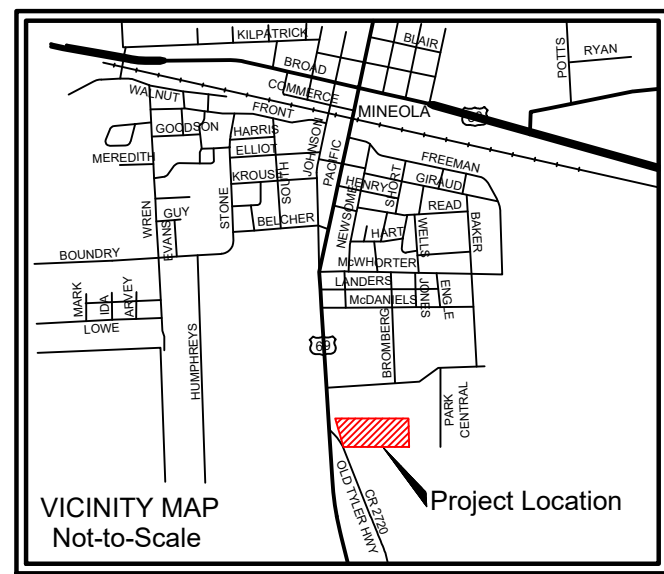 KILPATRICK
BLAIR
BROAD
POTTS
RYAN
COMMERCE
WALNUT
FRONT
MINEOLA
GOODSON
HARRIS
JOHNSON
PACIFIC
MEREDITH
ELLIOT
FREEMAN
KROUSE
SOUTH
HENRY
SHORT
GIRAUD
WREN
GUY
STONE
READ
EVANS
BELCHER
NEWSOME
HART
WELLS
BAKER
BOUNDRY
McWHORTER
LANDERS
MARK
IDA
ARVEY
McDANIELS
JONES
ENGLE
LOWE
HUMPHREYS
69
BROMBERG
PARK
CENTRAL
OLD TYLER HWY
CR 2720
Project Location
VICINITY MAP
Not-to-Scale